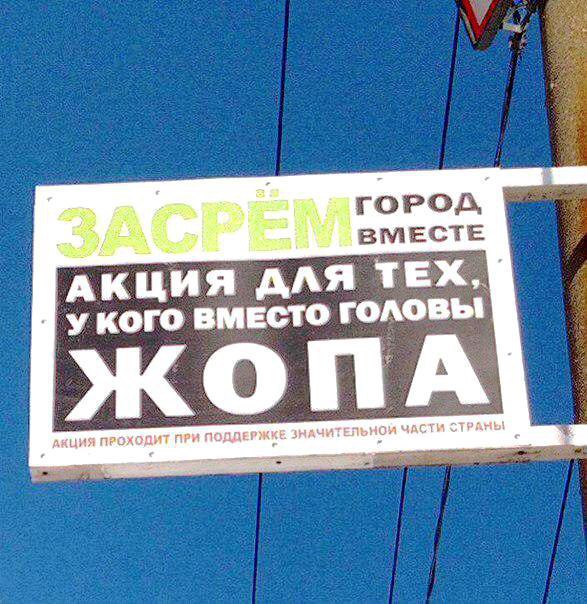 ЗАСРЁМ ГОРОД ВМЕСТЕ
АКЦИЯ ДЛЯ ТЕХ,
У КОГО ВМЕСТО ГОЛОВЫ
ЖОПА
АКЦИЯ ПРОХОДИТ ПРИ ПОДДЕРЖКЕ ЗНАЧИТЕЛЬНОЙ ЧАСТИ СТРАНЫ